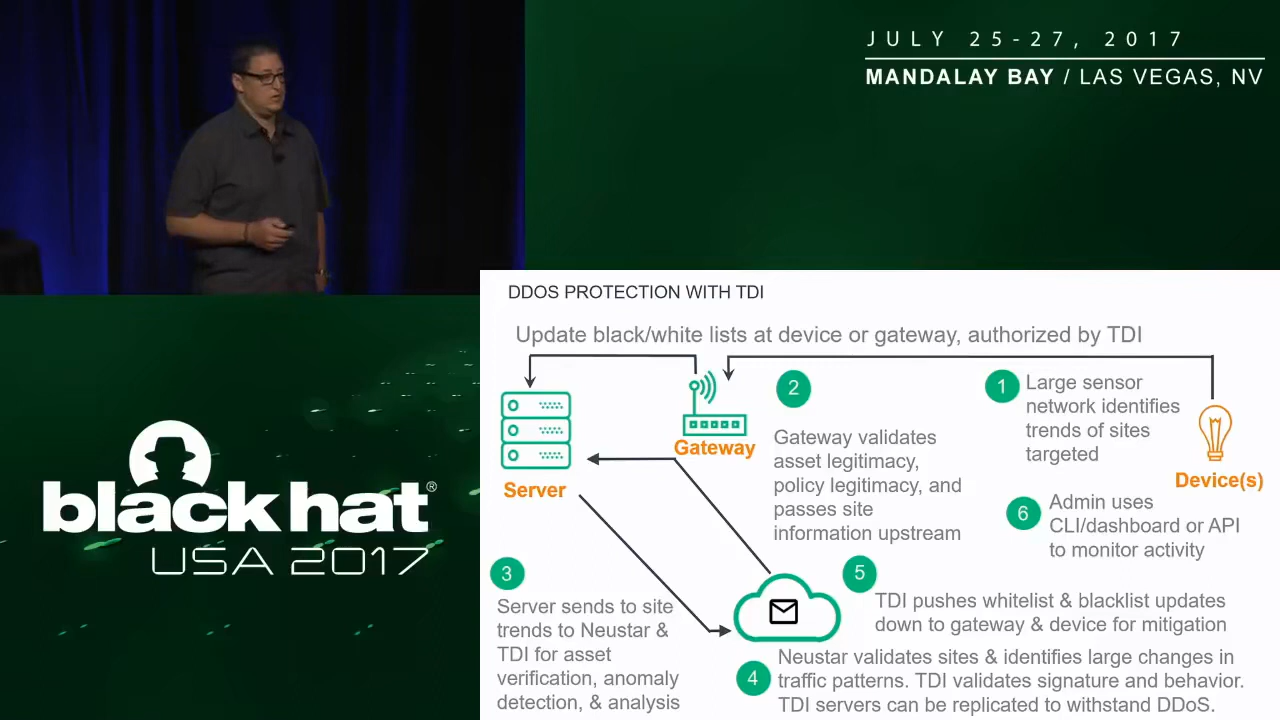 JULY 25-27, 2017
MANDALAY BAY / LAS VEGAS, NV
black hat®
USA 2017
DDOS PROTECTION WITH TDI
Update black/white lists at device or gateway, authorized by TDI
Server
Gateway
Device(s)
1
Large sensor
network identifies
trends of sites
targeted
2
Gateway validates
asset legitimacy,
policy legitimacy, and
passes site
information upstream
3
Server sends to site
trends to Neustar &
TDI for asset
verification, anomaly
detection, & analysis
4
Neustar validates sites & identifies large changes in
traffic patterns. TDI validates signature and behavior.
TDI servers can be replicated to withstand DDoS.
5
TDI pushes whitelist & blacklist updates
down to gateway & device for mitigation
6
Admin uses
CLI/dashboard or API
to monitor activity